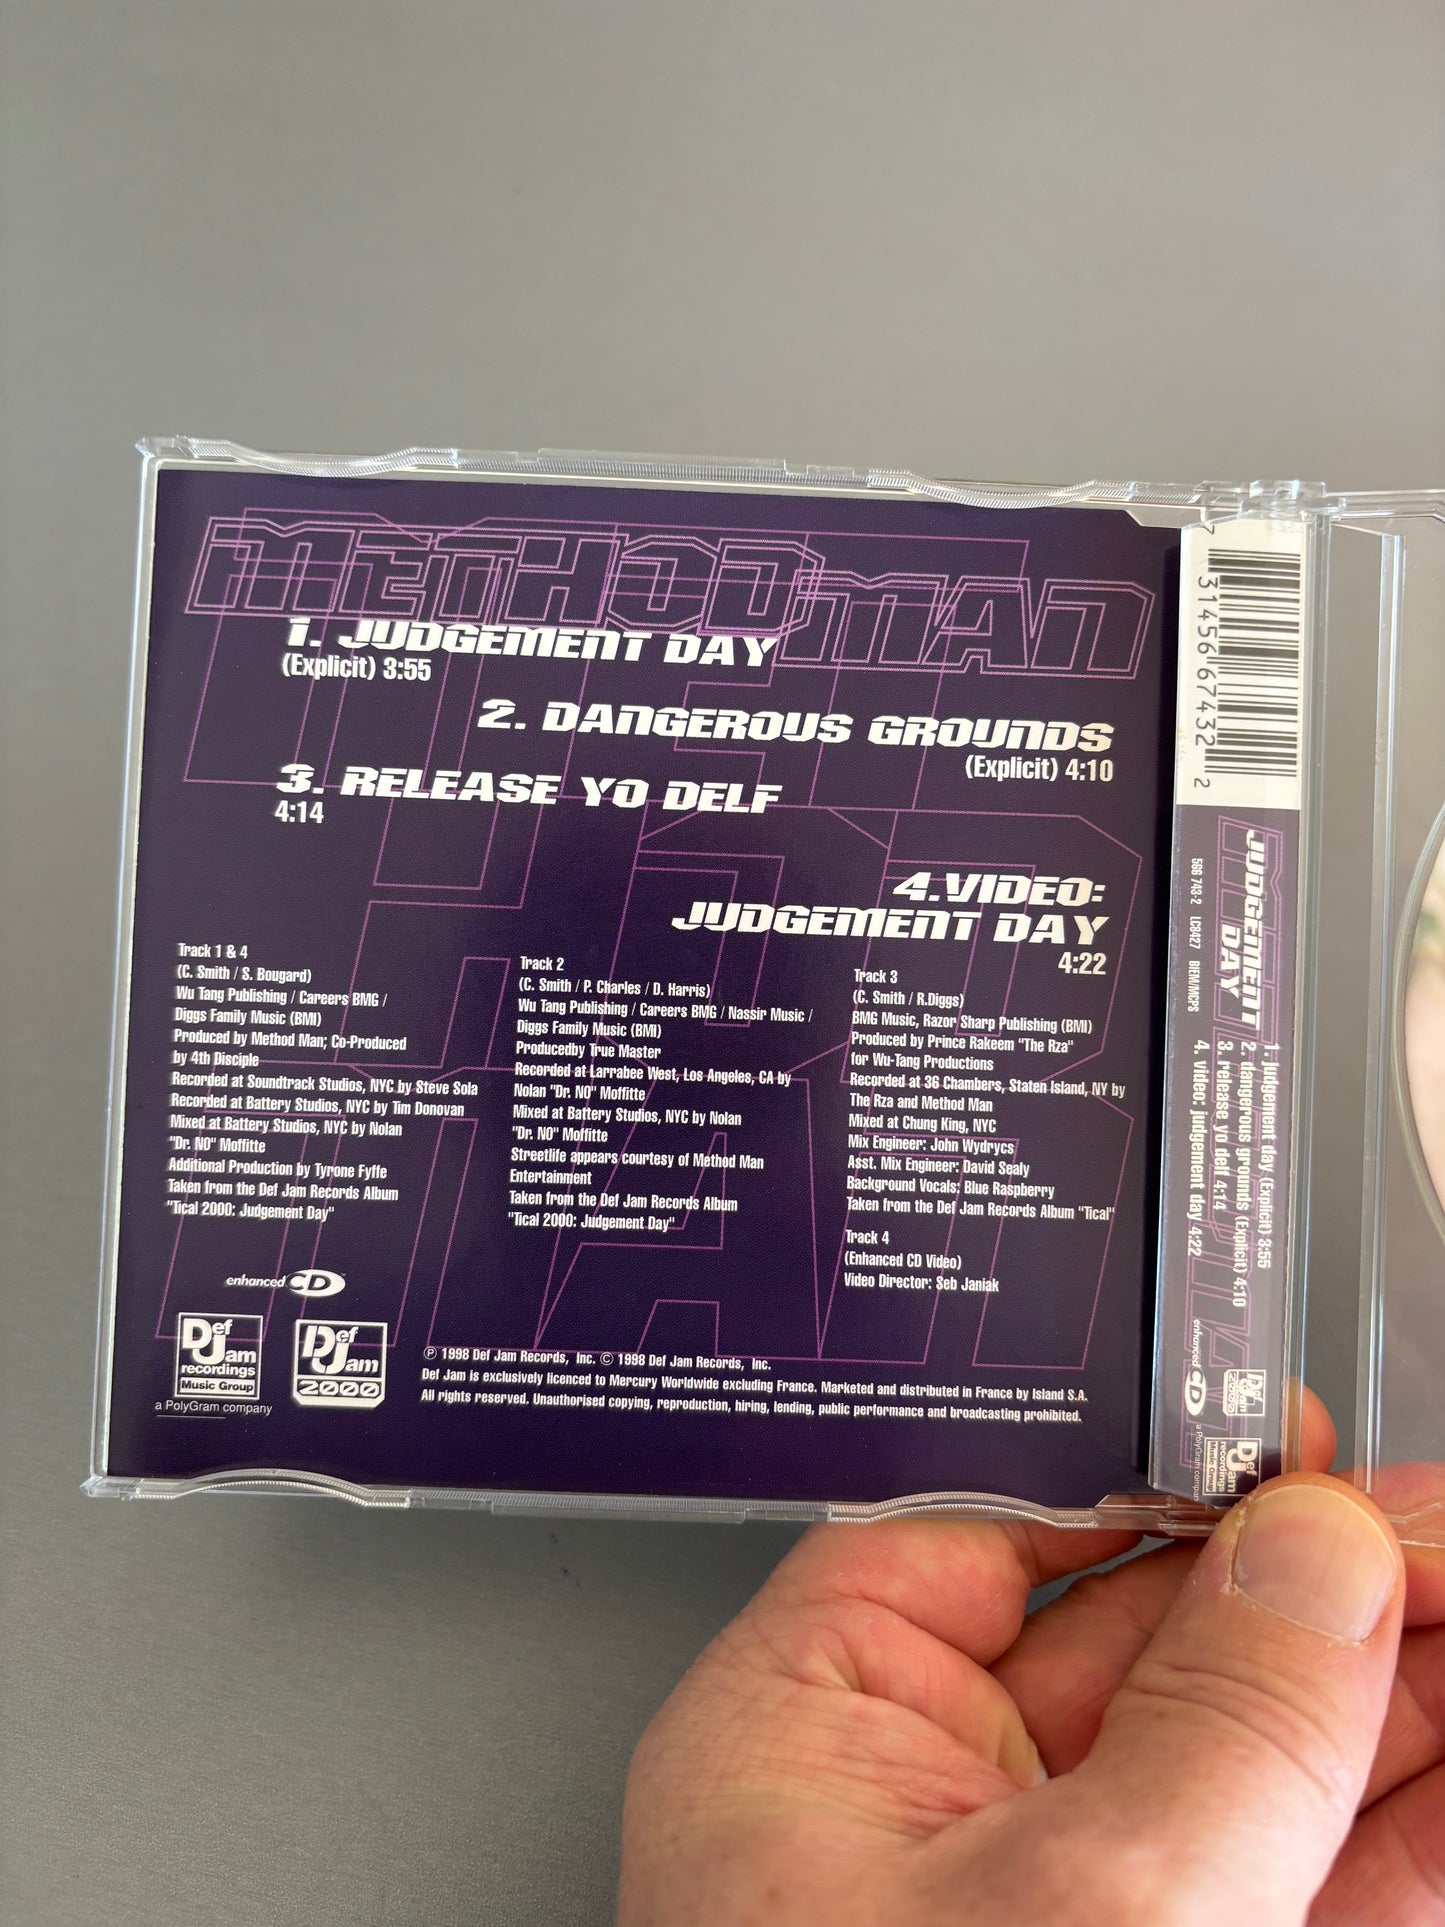 METHOD MAN
1. JUDGEMENT DAY
(Explicit) 3:55
2. DANGEROUS GROUNDS
(Explicit) 4:10
3. RELEASE YO DELF
4:14
4.VIDEO:
JUDGEMENT DAY
4:22
Track 1 & 4
(C. Smith / S. Bougard)
Wu Tang Publishing / Careers BMG /
Diggs Family Music (BMI)
Produced by Method Man; Co-Produced
by 4th Disciple
Recorded at Soundtrack Studios, NYC by Steve Sola
Recorded at Battery Studios, NYC by Tim Donovan
Mixed at Battery Studios, NYC by Nolan
"Dr. NO" Moffitte
Additional Production by Tyrone Fyffe
Taken from the Def Jam Records Album
"Tical 2000: Judgement Day"
Track 2
(C. Smith / P. Charles / D. Harris)
Wu Tang Publishing / Careers BMG / Nassir Music /
Diggs Family Music (BMI)
Producedby True Master
Recorded at Larrabee West, Los Angeles, CA by
Nolan "Dr. NO" Moffitte
Mixed at Battery Studios, NYC by Nolan
"Dr. NO" Moffitte
Streetlife appears courtesy of Method Man
Entertainment
Taken from the Def Jam Records Album
"Tical 2000: Judgement Day"
Track 3
(C. Smith / R.Diggs)
BMG Music, Razor Sharp Publishing (BMI)
Produced by Prince Rakeem "The Rza"
for Wu-Tang Productions
Recorded at 36 Chambers, Staten Island, NY by
The Rza and Method Man
Mixed at Chung King, NYC
Mix Engineer: John Wydrycs
Asst. Mix Engineer: David Sealy
Background Vocals: Blue Raspberry
Taken from the Def Jam Records Album "Tical"
Track 4
(Enhanced CD Video)
Video Director: Seb Janiak
enhanced CD
Def Jam
recordings
Music Group
a PolyGram company
Def Jam
2000
Ⓟ 1998 Def Jam Records, Inc. © 1998 Def Jam Records, Inc.
Def Jam is exclusively licenced to Mercury Worldwide excluding France. Marketed and distributed in France by Island S.A.
All rights reserved. Unauthorised copying, reproduction, hiring, lending, public performance and broadcasting prohibited.
7 31456 67432 2
JUDGEMENT
DAY
566 743-2 LC8427 BIEM/MCPS
1. judgement day (Explicit) 3:55
2. dangerous grounds (Explicit) 4:10
3. release yo delf 4:14
4. video: judgement day 4:22
enhanced CD
Def Jam
2000
Def Jam
recordings
Music Group
a PolyGram company